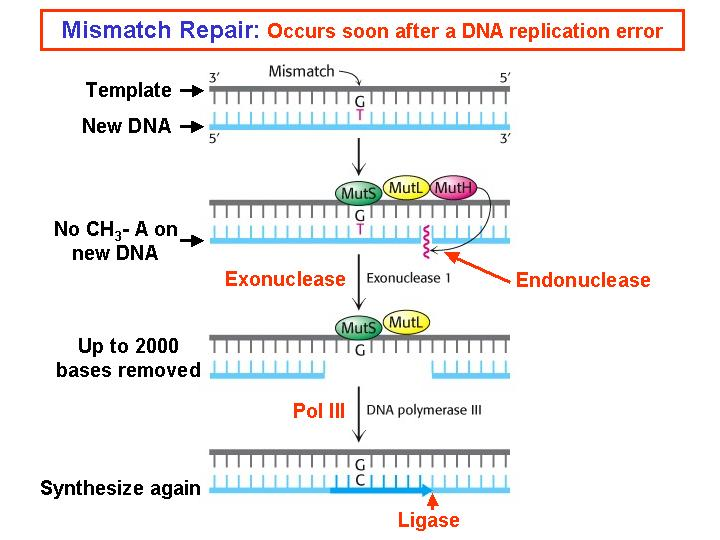 Mismatch Repair: Occurs soon after a DNA replication error
3′ Mismatch 5′
Template
G
New DNA
T
5′ 3′
MutS MutL MutH
G
No CH3- A on
new DNA
T
Exonuclease Exonuclease 1 Endonuclease
MutS MutL
Up to 2000
bases removed
G
Pol III DNA polymerase III
G
C
Synthesize again
Ligase